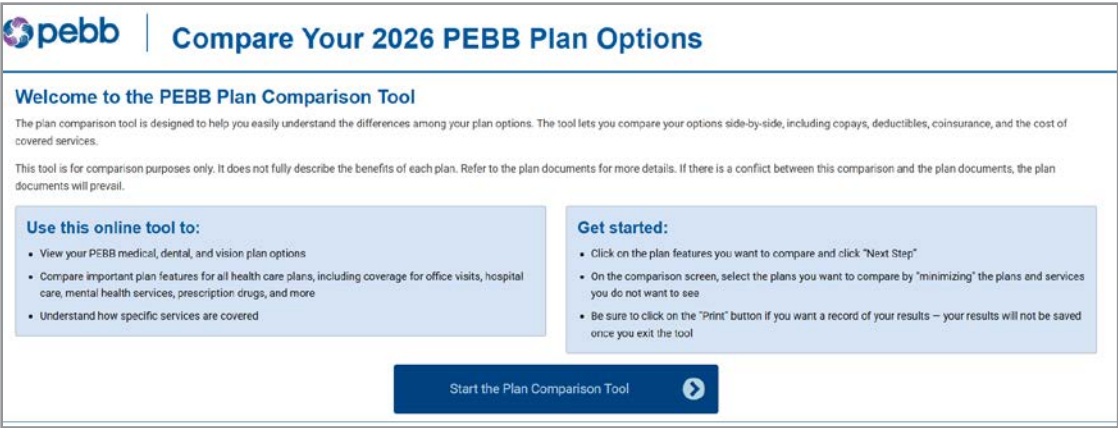 pebb
Compare Your 2026 PEBB Plan Options
Welcome to the PEBB Plan Comparison Tool
The plan comparison tool is designed to help you easily understand the differences among your plan options. The tool lets you compare your options side-by-side, including copays, deductibles, coinsurance, and the cost of
covered services.
This tool is for comparison purposes only. It does not fully describe the benefits of each plan. Refer to the plan documents for more details. If there is a conflict between this comparison and the plan documents, the plan
documents will prevail.
Use this online tool to:
• View your PEBB medical, dental, and vision plan options
• Compare important plan features for all health care plans, including coverage for office visits, hospital
care, mental health services, prescription drugs, and more
• Understand how specific services are covered
Get started:
• Click on the plan features you want to compare and click "Next Step"
• On the comparison screen, select the plans you want to compare by "minimizing" the plans and services
you do not want to see
• Be sure to click on the "Print" button if you want a record of your results — your results will not be saved
once you exit the tool
Start the Plan Comparison Tool